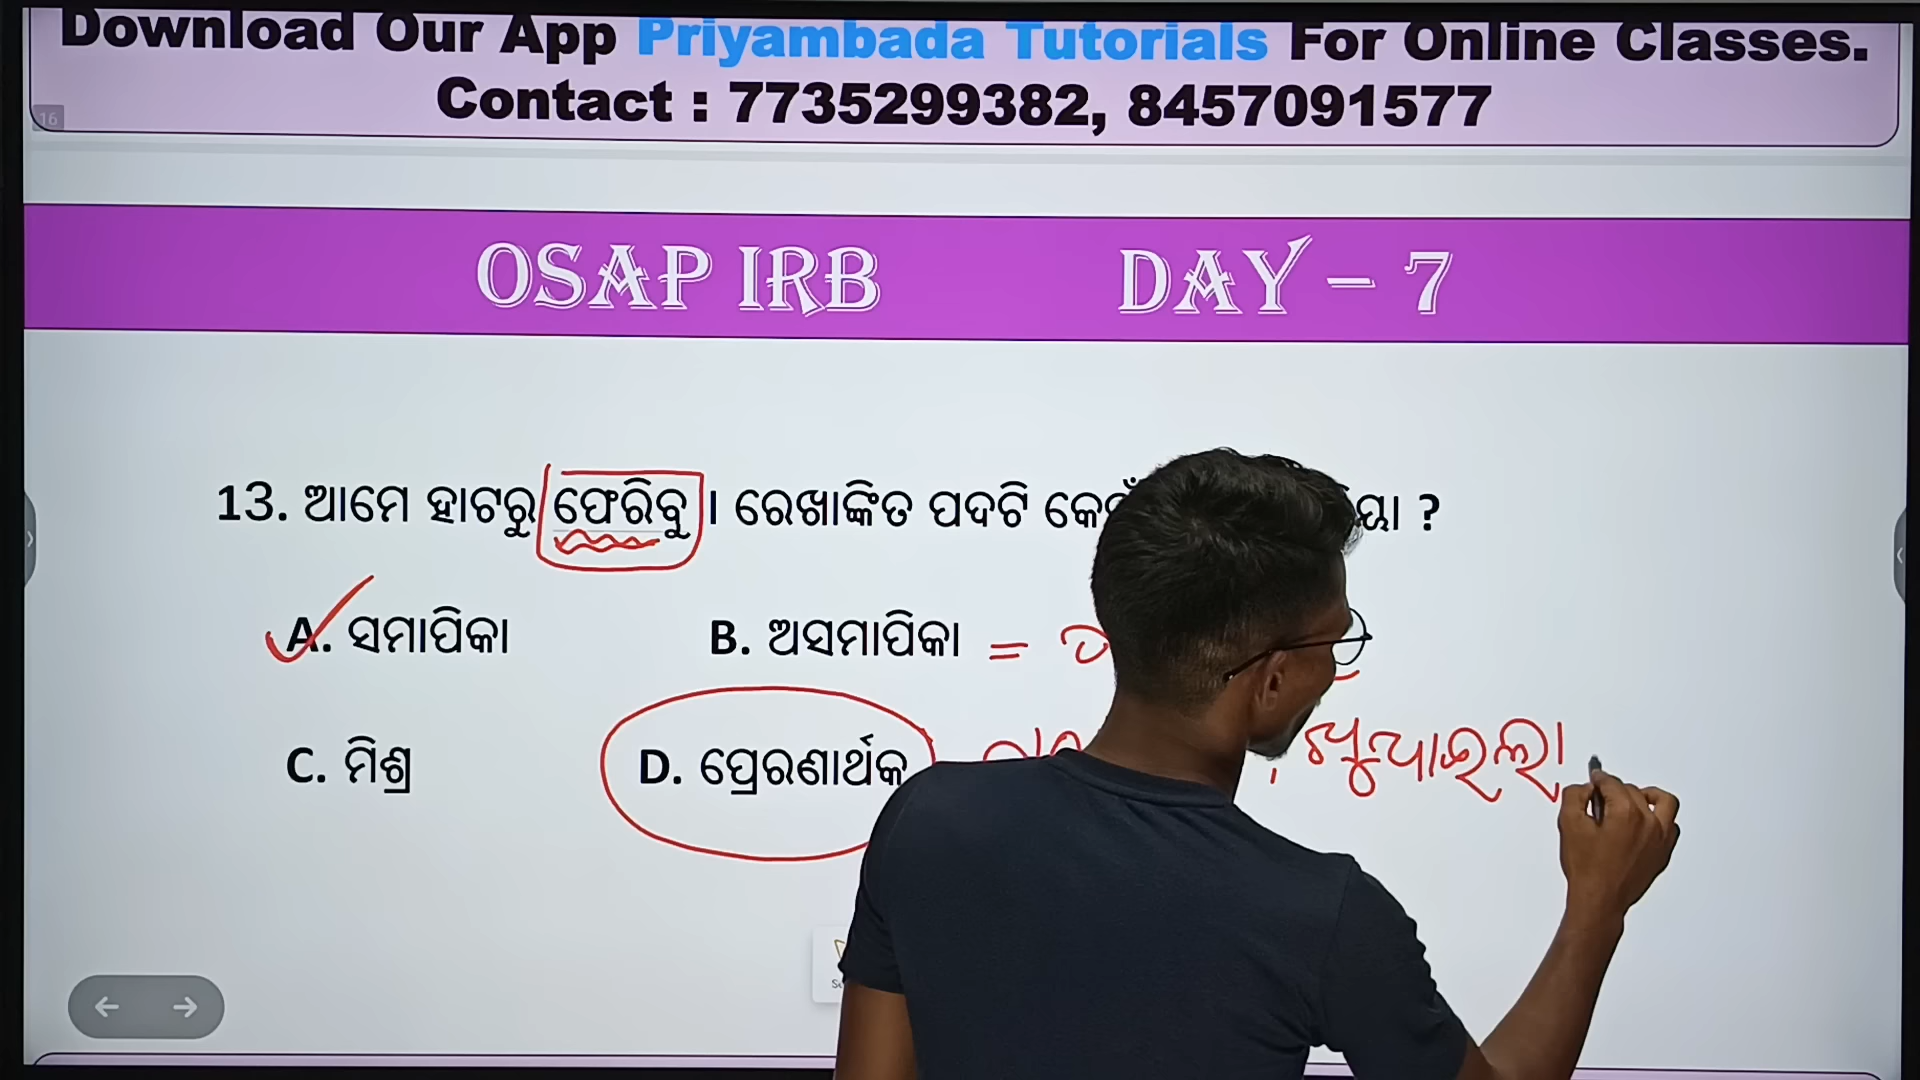 Download Our App Priyambada Tutorials For Online Classes.
Contact : 7735299382, 8457091577
16
OSAP IRB DAY – 7
13. ଆମେ ହାଟରୁ ଫେରିବୁ । ରେଖାଙ୍କିତ ପଦଟି ?
A. ସମାପିକା
B. ଅସମାପିକା =
C. ମିଶ୍ର
D. ପ୍ରେରଣାର୍ଥକ
, ଖୁଆଇଲା